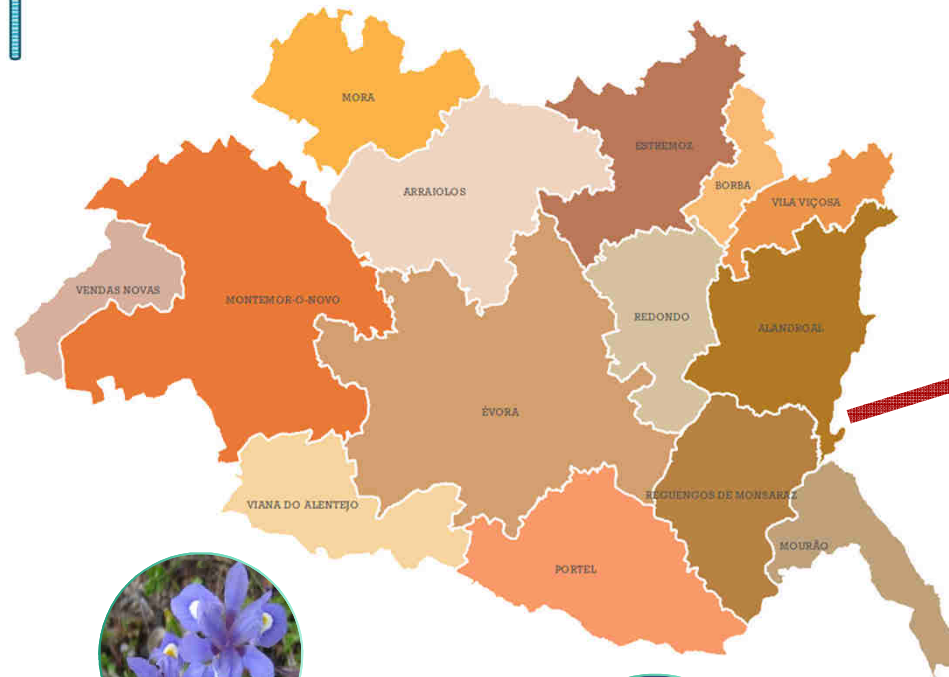 MORA
ESTREMOZ
BORBA
ARRAIOLOS
VILA VIÇOSA
VENDAS NOVAS
MONTEMOR-O-NOVO
REDONDO
ALANDROAL
ÉVORA
REGUENGOS DE MONSARAZ
VIANA DO ALENTEJO
MOURÃO
PORTEL